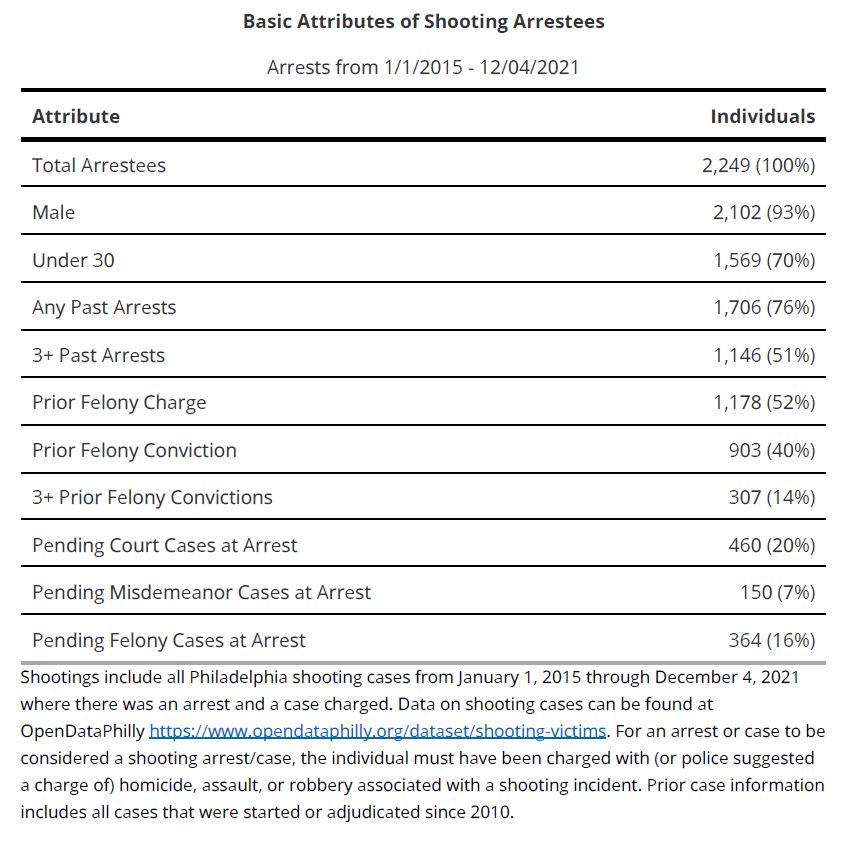 Basic Attributes of Shooting Arrestees
Arrests from 1/1/2015 - 12/04/2021
Attribute Individuals
Total Arrestees 2,249 (100%)
Male 2,102 (93%)
Under 30 1,569 (70%)
Any Past Arrests 1,706 (76%)
3+ Past Arrests 1,146 (51%)
Prior Felony Charge 1,178 (52%)
Prior Felony Conviction 903 (40%)
3+ Prior Felony Convictions 307 (14%)
Pending Court Cases at Arrest 460 (20%)
Pending Misdemeanor Cases at Arrest 150 (7%)
Pending Felony Cases at Arrest 364 (16%)
Shootings include all Philadelphia shooting cases from January 1, 2015 through December 4, 2021
where there was an arrest and a case charged. Data on shooting cases can be found at
OpenDataPhilly https://www.opendataphilly.org/dataset/shooting-victims. For an arrest or case to be
considered a shooting arrest/case, the individual must have been charged with (or police suggested
a charge of) homicide, assault, or robbery associated with a shooting incident. Prior case information
includes all cases that were started or adjudicated since 2010.